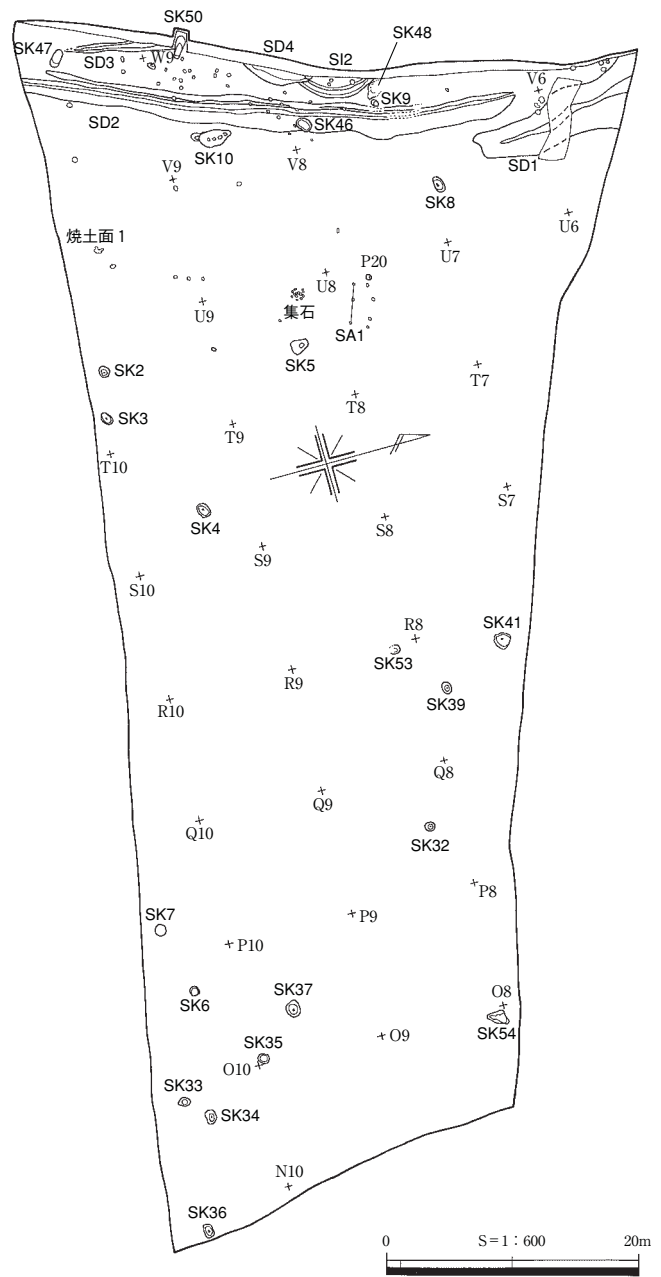 SK50
SK47
SD3
W9
SD4
SI2
SK48
V6
SK9
SD2
SK46
SK10
V8
SD1
V9
SK8
U6
焼土面1
U7
P20
U8
U9
集石
SA1
SK5
SK2
T7
T8
SK3
T9
T10
S7
SK4
S8
S9
S10
R8
SK41
SK53
R9
SK39
R10
Q8
Q9
Q10
SK32
P8
SK7
P9
P10
SK6
SK37
O8
SK54
SK35
O9
O10
SK33
SK34
N10
SK36
0 S=1:600 20m